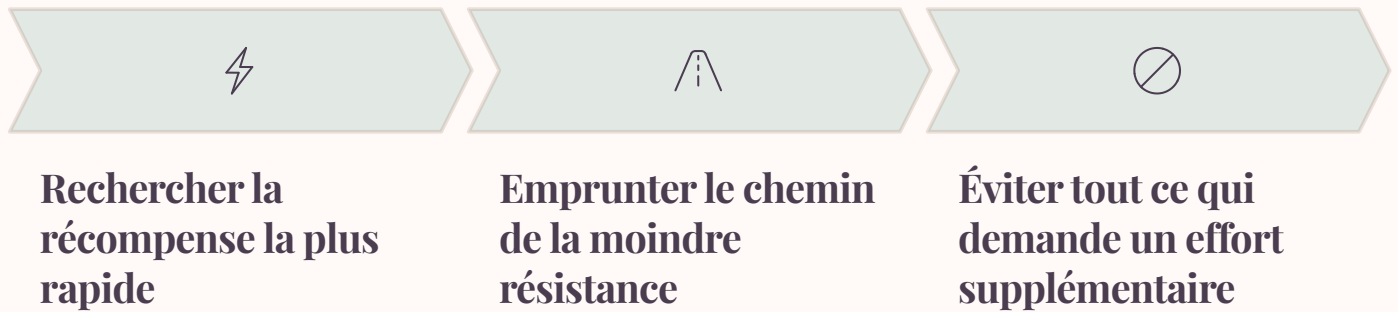 Rechercher la
récompense la plus
rapide
Emprunter le chemin
de la moindre
résistance
Éviter tout ce qui
demande un effort
supplémentaire